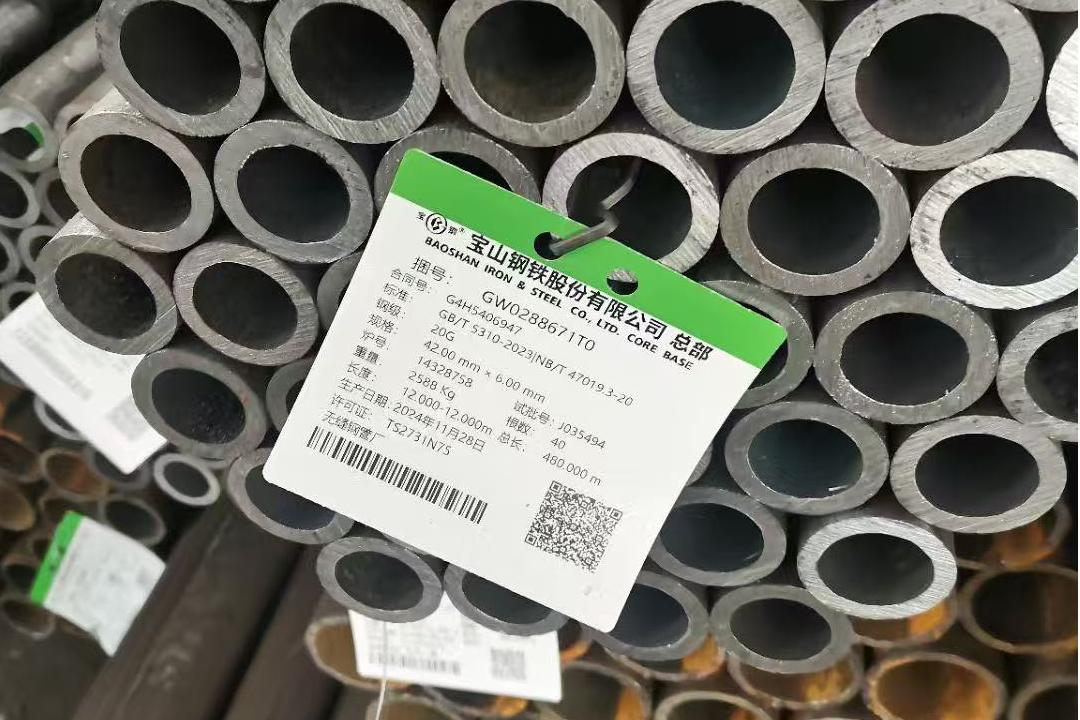 宝钢® 宝山钢铁股份有限公司 总部
BAOSHAN IRON & STEEL CO., LTD. CORE BASE
捆号: GW0288671T0
合同号: G4H5406947
标准: GB/T 5310-2023|NB/T 47019.3-20
钢级: 20G
规格: 42.00 mm × 6.00 mm
炉号: 14328758 试批号: J035494
重量: 2588 Kg 根数: 40
长度: 12.000-12.000m 总长: 480.000 m
生产日期: 2024年11月28日
许可证: TS2731N75
无缝钢管厂